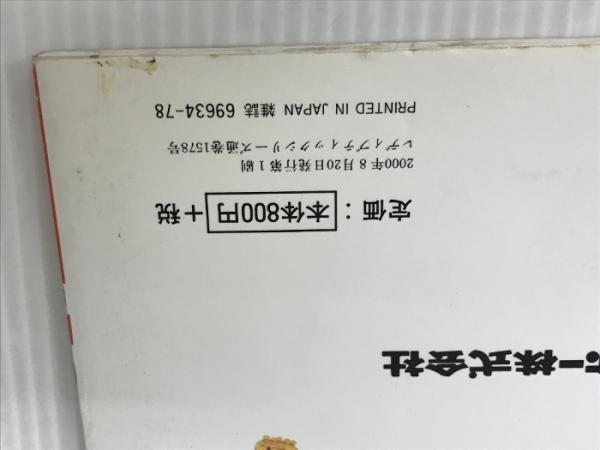 ー株式会社
定価：本体800円＋税
2000年8月20日発行第1刷
レディブティックシリーズ通巻1578号
PRINTED IN JAPAN 雑誌 69634-78